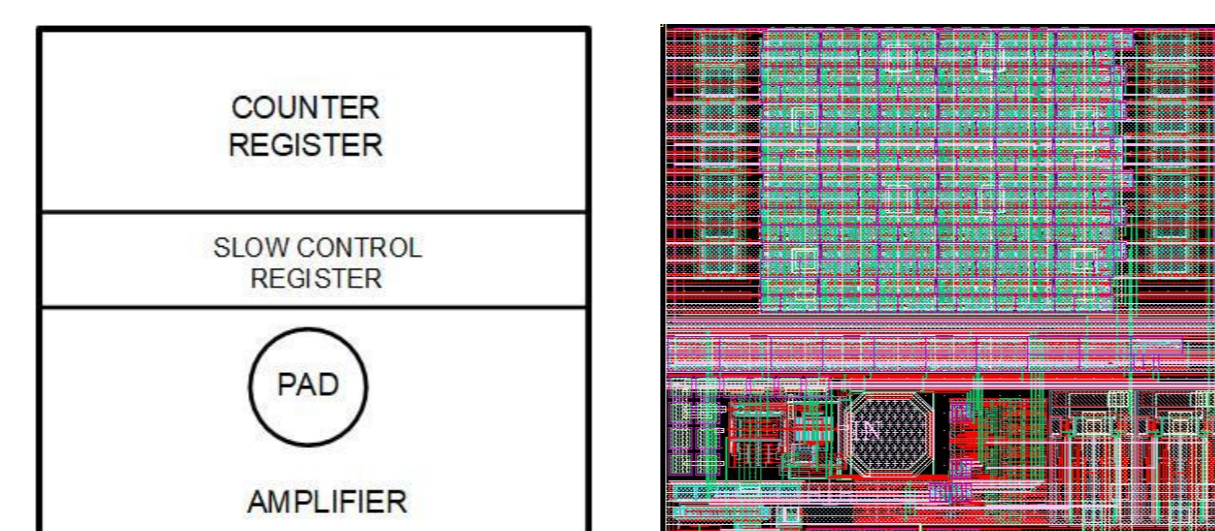 COUNTER
REGISTER
SLOW CONTROL
REGISTER
PAD
AMPLIFIER
IN